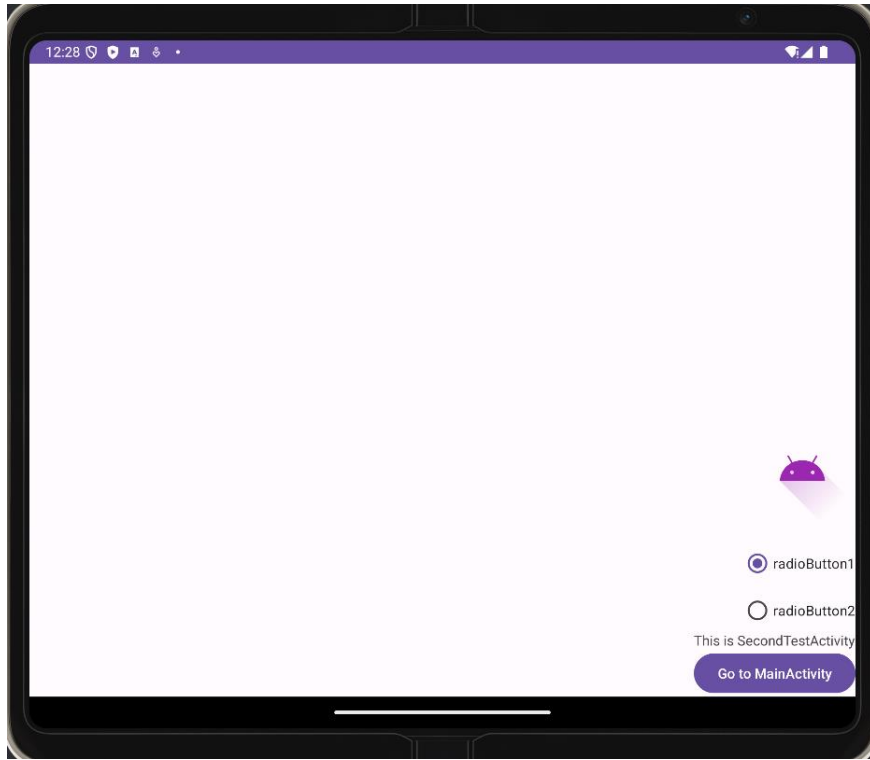 12:28
radioButton1
radioButton2
This is SecondTestActivity
Go to MainActivity